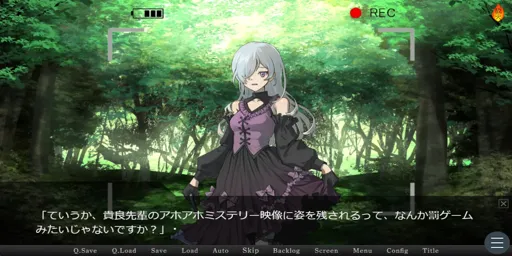 REC
「ていうか、貴良先輩のアホアホミステリー映像に姿を残されるって、なんか罰ゲーム
みたいじゃないですか？」
Q.Save Q.Load Save Load Auto Skip Backlog Screen Menu Config Title